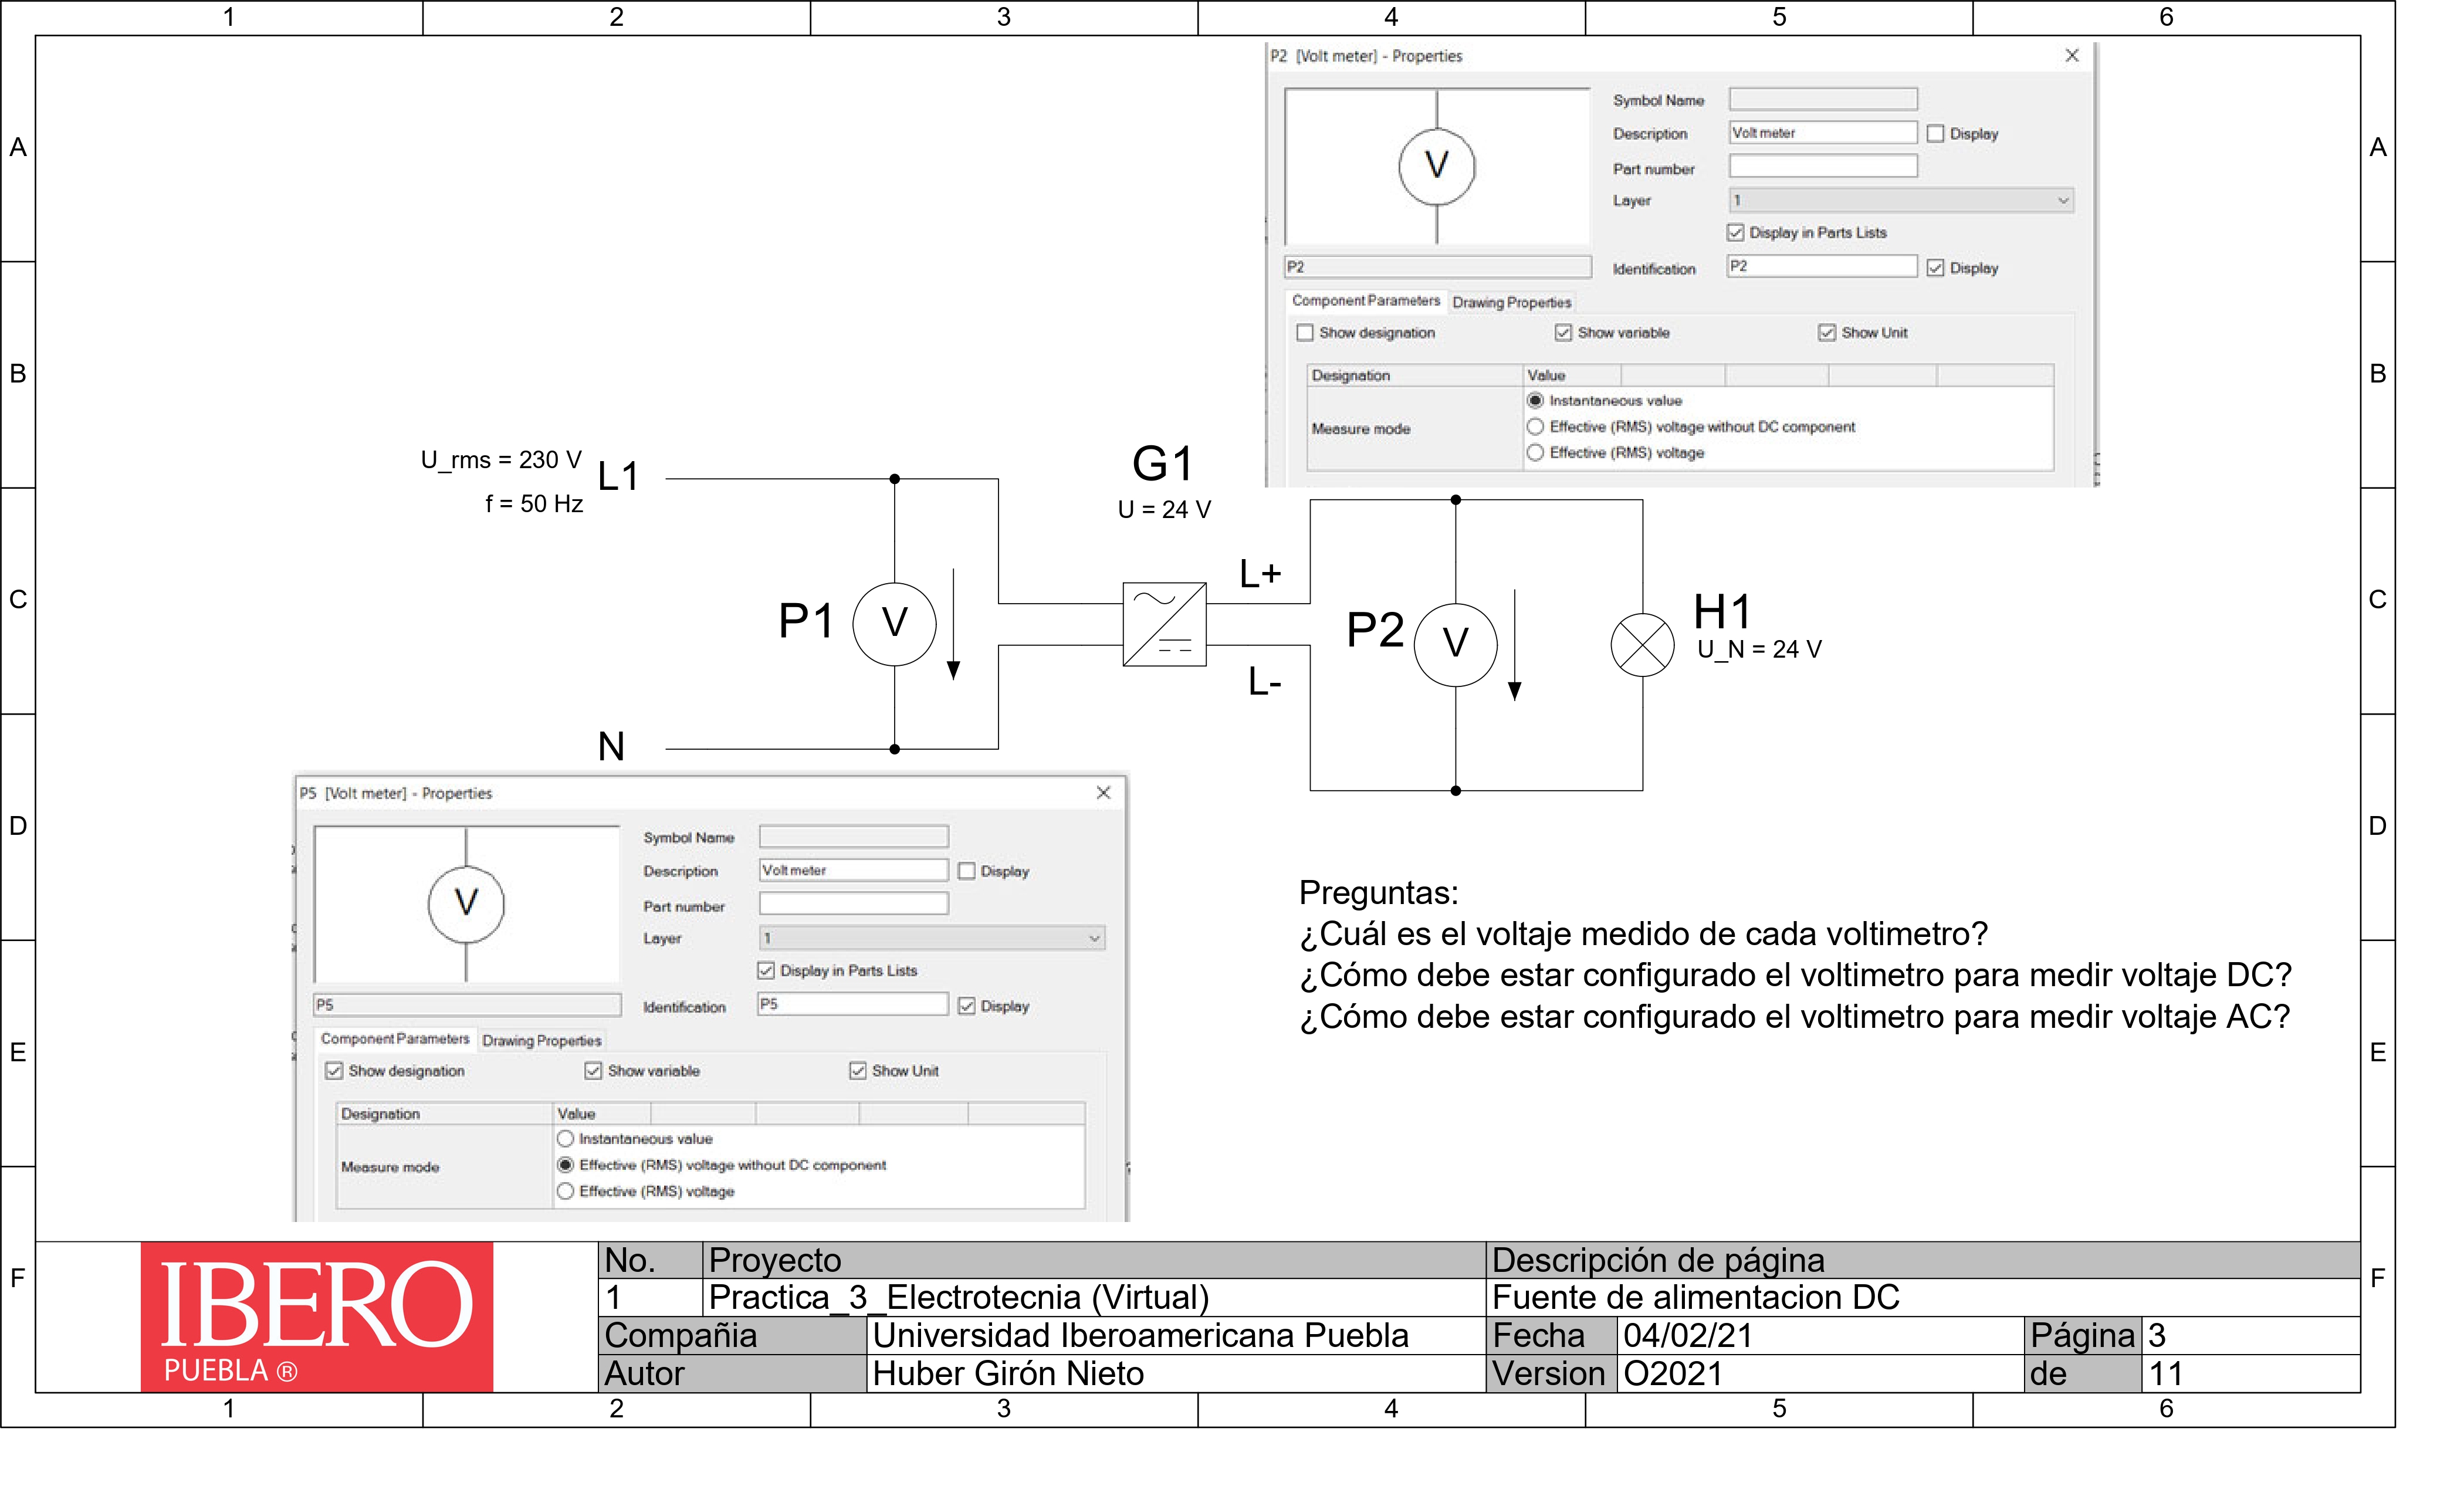 1 2 3 4 5 6
A A
B B
C C
D D
E E
F F
P2 [Volt meter] - Properties
V
Symbol Name
Description Volt meter Display
Part number
Layer 1
Display in Parts Lists
P2
Identification P2 Display
Component Parameters Drawing Properties
Show designation Show variable Show Unit
Designation Value
Measure mode
Instantaneous value
Effective (RMS) voltage without DC component
Effective (RMS) voltage
U_rms = 230 V L1
f = 50 Hz
G1
U = 24 V
L+
P1 V
P2 V
H1
U_N = 24 V
L-
N
P5 [Volt meter] - Properties
V
Symbol Name
Description Volt meter Display
Part number
Layer 1
Display in Parts Lists
P5
Identification P5 Display
Component Parameters Drawing Properties
Show designation Show variable Show Unit
Designation Value
Measure mode
Instantaneous value
Effective (RMS) voltage without DC component
Effective (RMS) voltage
Preguntas:
¿Cuál es el voltaje medido de cada voltimetro?
¿Cómo debe estar configurado el voltimetro para medir voltaje DC?
¿Cómo debe estar configurado el voltimetro para medir voltaje AC?
IBERO
PUEBLA ®
No. Proyecto Descripción de página
1 Practica_3_Electrotecnia (Virtual) Fuente de alimentacion DC
Compañia Universidad Iberoamericana Puebla Fecha 04/02/21 Página 3
Autor Huber Girón Nieto Version O2021 de 11
1 2 3 4 5 6